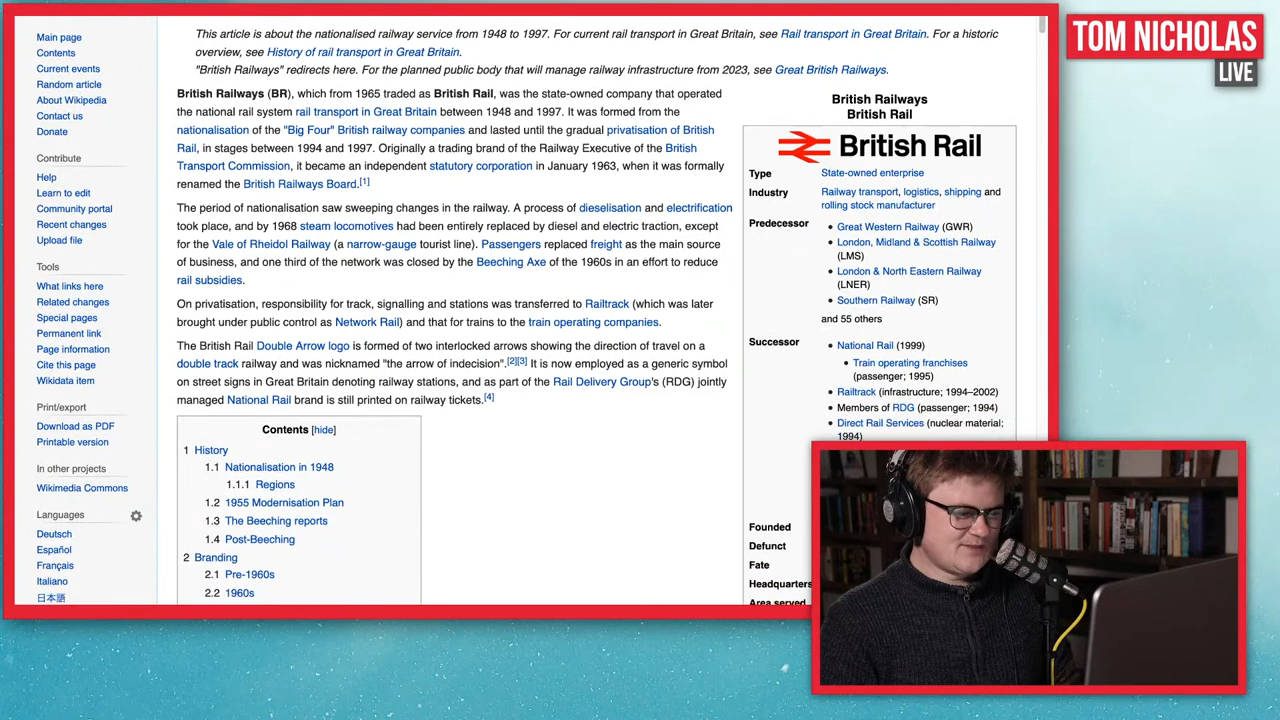 Main page
Contents
Current events
Random article
About Wikipedia
Contact us
Donate
Contribute
Help
Learn to edit
Community portal
Recent changes
Upload file
Tools
What links here
Related changes
Special pages
Permanent link
Page information
Cite this page
Wikidata item
Print/export
Download as PDF
Printable version
In other projects
Wikimedia Commons
Languages
Deutsch
Español
Français
Italiano
日本語
This article is about the nationalised railway service from 1948 to 1997. For current rail transport in Great Britain, see Rail transport in Great Britain. For a historic
overview, see History of rail transport in Great Britain.
"British Railways" redirects here. For the planned public body that will manage railway infrastructure from 2023, see Great British Railways.
British Railways (BR), which from 1965 traded as British Rail, was the state-owned company that operated
the national rail system rail transport in Great Britain between 1948 and 1997. It was formed from the
nationalisation of the "Big Four" British railway companies and lasted until the gradual privatisation of British
Rail, in stages between 1994 and 1997. Originally a trading brand of the Railway Executive of the British
Transport Commission, it became an independent statutory corporation in January 1963, when it was formally
renamed the British Railways Board.[1]
The period of nationalisation saw sweeping changes in the railway. A process of dieselisation and electrification
took place, and by 1968 steam locomotives had been entirely replaced by diesel and electric traction, except
for the Vale of Rheidol Railway (a narrow-gauge tourist line). Passengers replaced freight as the main source
of business, and one third of the network was closed by the Beeching Axe of the 1960s in an effort to reduce
rail subsidies.
On privatisation, responsibility for track, signalling and stations was transferred to Railtrack (which was later
brought under public control as Network Rail) and that for trains to the train operating companies.
The British Rail Double Arrow logo is formed of two interlocked arrows showing the direction of travel on a
double track railway and was nicknamed "the arrow of indecision".[2][3] It is now employed as a generic symbol
on street signs in Great Britain denoting railway stations, and as part of the Rail Delivery Group's (RDG) jointly
managed National Rail brand is still printed on railway tickets.[4]
Contents [hide]
1 History
1.1 Nationalisation in 1948
1.1.1 Regions
1.2 1955 Modernisation Plan
1.3 The Beeching reports
1.4 Post-Beeching
2 Branding
2.1 Pre-1960s
2.2 1960s
British Railways
British Rail
British Rail
Type State-owned enterprise
Industry Railway transport, logistics, shipping and
rolling stock manufacturer
Predecessor
Great Western Railway (GWR)
London, Midland & Scottish Railway
(LMS)
London & North Eastern Railway
(LNER)
Southern Railway (SR)
and 55 others
Successor
National Rail (1999)
Train operating franchises
(passenger; 1995)
Railtrack (infrastructure; 1994–2002)
Members of RDG (passenger; 1994)
Direct Rail Services (nuclear material;
1994)
Founded
Defunct
Fate
Headquarters
Area served
TOM NICHOLAS
LIVE